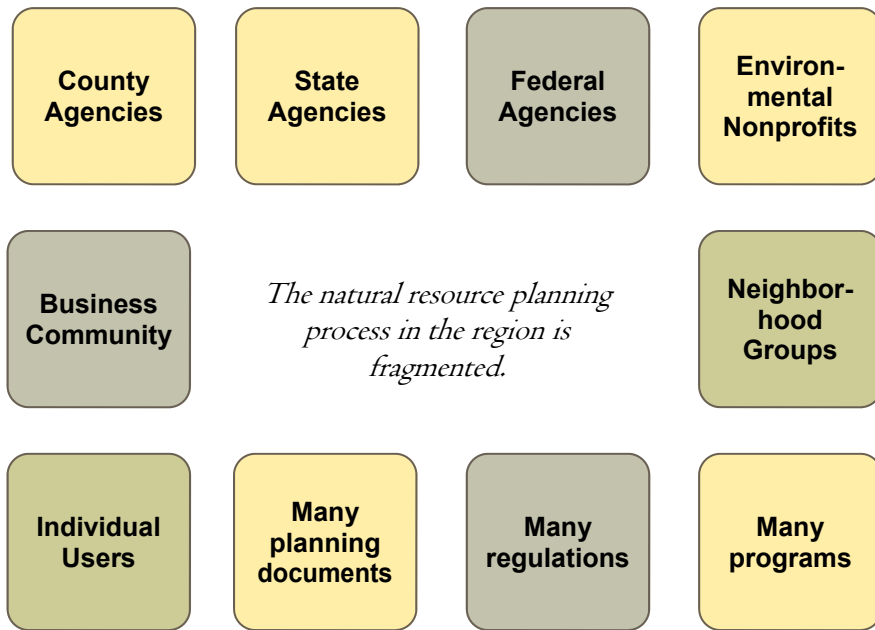 County
Agencies
State
Agencies
Federal
Agencies
Environ-
mental
Nonprofits
Business
Community
The natural resource planning
process in the region is
fragmented.
Neighbor-
hood
Groups
Individual
Users
Many
planning
documents
Many
regulations
Many
programs